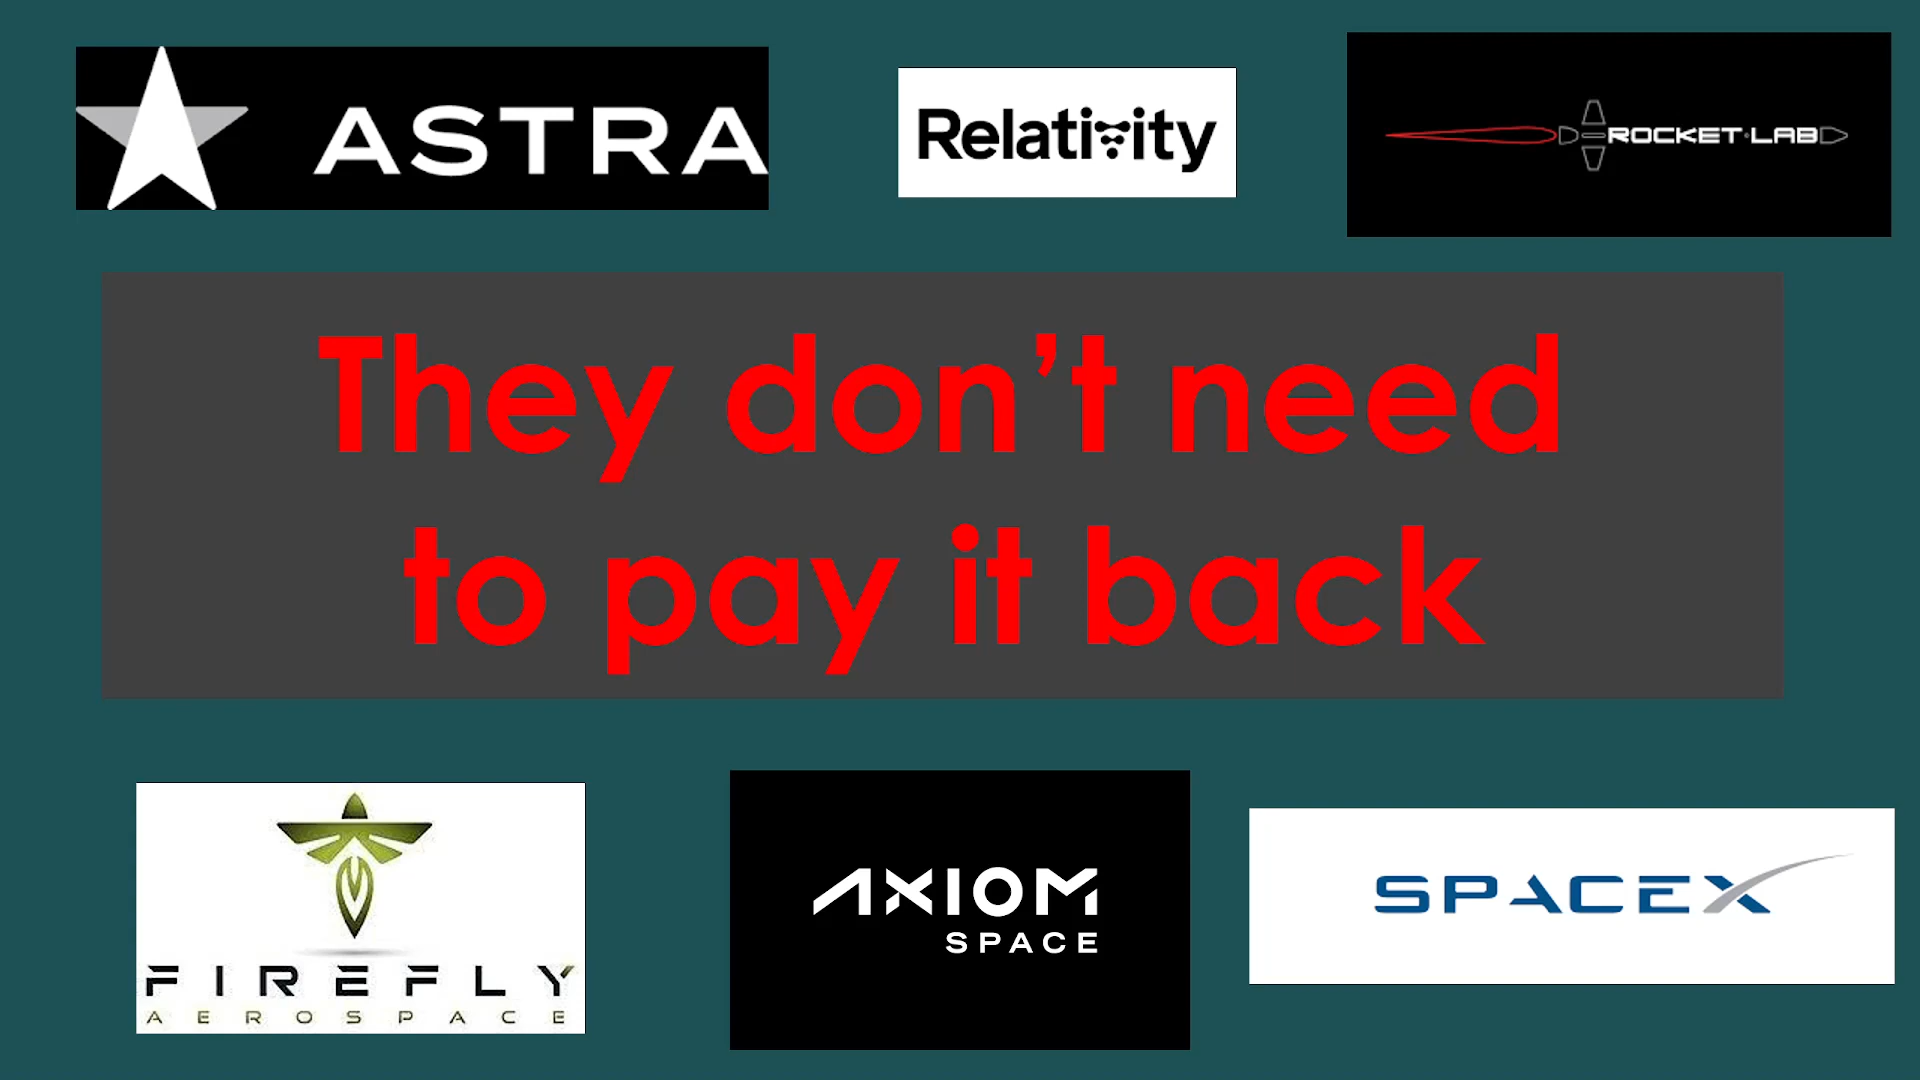 ASTRA
Relativity
ROCKET LAB
They don’t need
to pay it back
FIREFLY
AEROSPACE
AXIOM
SPACE
SPACEX